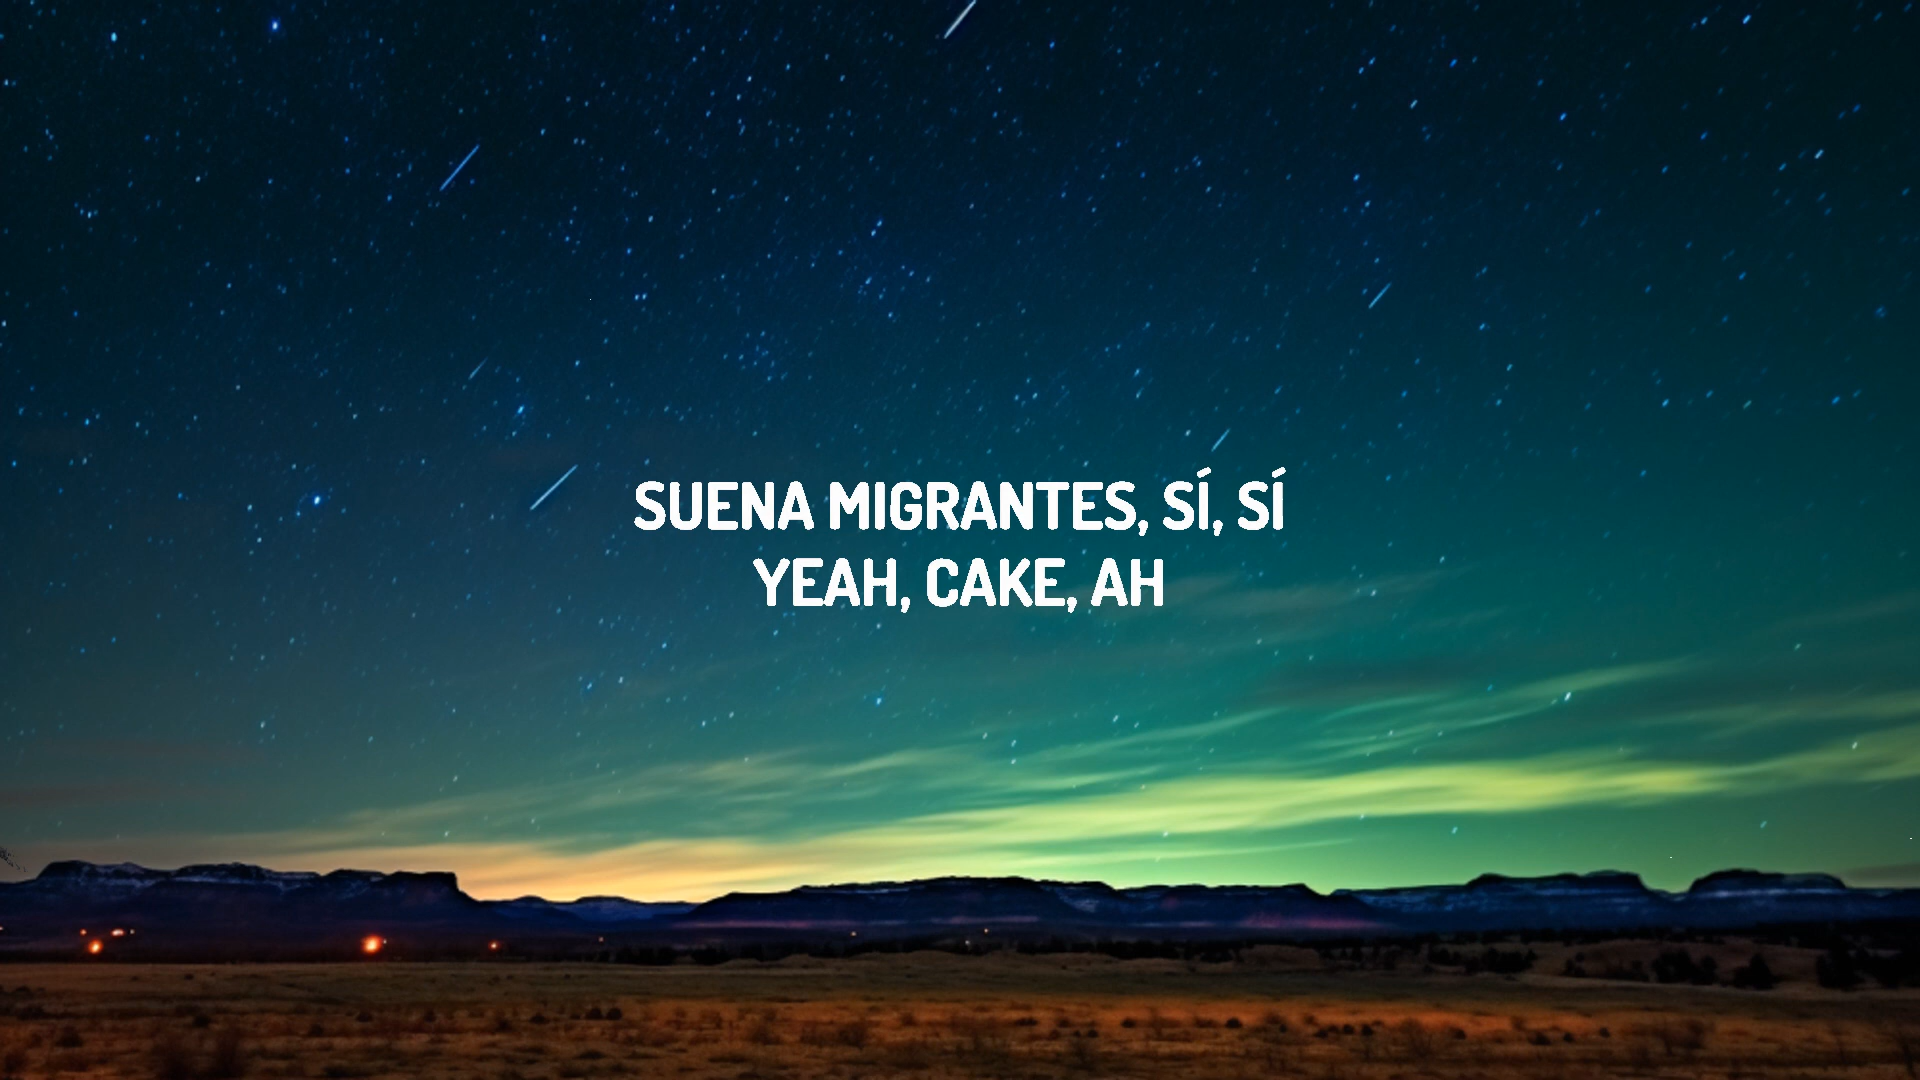 SUENA MIGRANTES, SÍ, SÍ
YEAH, CAKE, AH